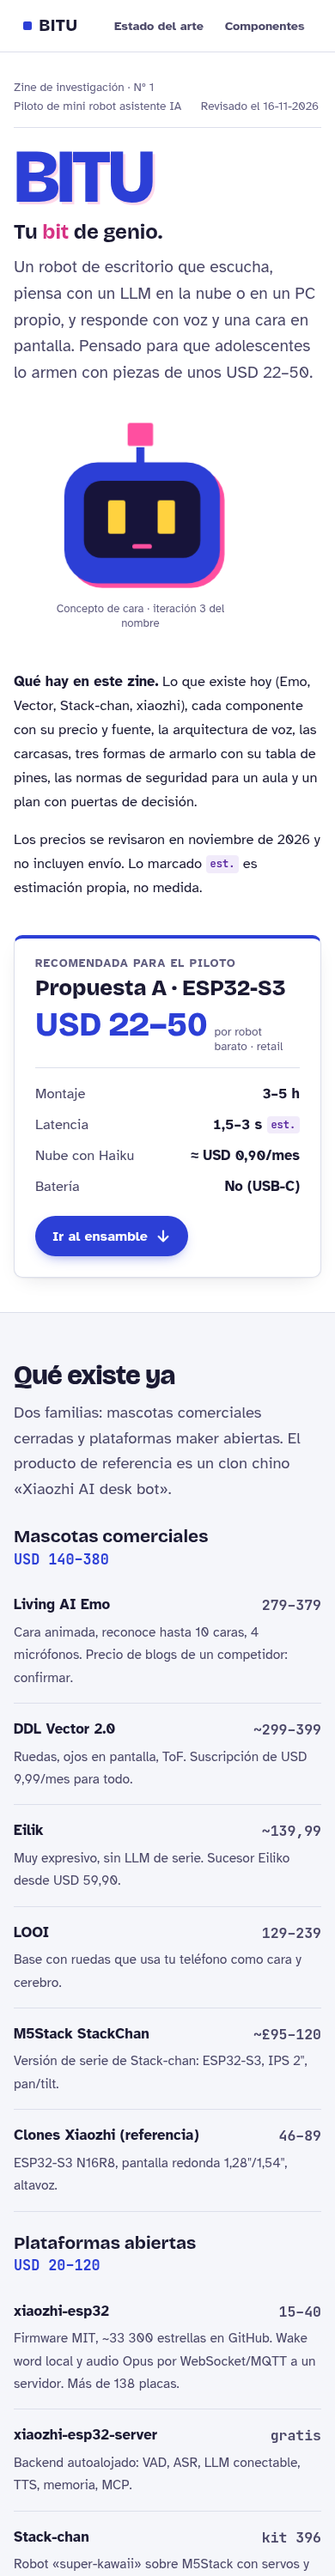 BITU
Estado del arte
Componentes
Zine de investigación · N° 1
Piloto de mini robot asistente IA
Revisado el 16-11-2026
BITU
Tu bit de genio.
Un robot de escritorio que escucha,
piensa con un LLM en la nube o en un PC
propio, y responde con voz y una cara en
pantalla. Pensado para que adolescentes
lo armen con piezas de unos USD 22–50.
Concepto de cara · iteración 3 del
nombre
Qué hay en este zine. Lo que existe hoy (Emo,
Vector, Stack-chan, xiaozhi), cada componente
con su precio y fuente, la arquitectura de voz, las
carcasas, tres formas de armarlo con su tabla de
pines, las normas de seguridad para un aula y un
plan con puertas de decisión.
Los precios se revisaron en noviembre de 2026 y
no incluyen envío. Lo marcado est. es
estimación propia, no medida.
RECOMENDADA PARA EL PILOTO
Propuesta A · ESP32-S3
USD 22–50 por robot
barato · retail
Montaje 3–5 h
Latencia 1,5–3 s est.
Nube con Haiku ≈ USD 0,90/mes
Batería No (USB-C)
Ir al ensamble ↓
Qué existe ya
Dos familias: mascotas comerciales
cerradas y plataformas maker abiertas. El
producto de referencia es un clon chino
«Xiaozhi AI desk bot».
Mascotas comerciales
USD 140–380
Living AI Emo 279–379
Cara animada, reconoce hasta 10 caras, 4
micrófonos. Precio de blogs de un competidor:
confirmar.
DDL Vector 2.0 ~299–399
Ruedas, ojos en pantalla, ToF. Suscripción de USD
9,99/mes para todo.
Eilik ~139,99
Muy expresivo, sin LLM de serie. Sucesor Eiliko
desde USD 59,90.
LOOI 129–239
Base con ruedas que usa tu teléfono como cara y
cerebro.
M5Stack StackChan ~£95–120
Versión de serie de Stack-chan: ESP32-S3, IPS 2",
pan/tilt.
Clones Xiaozhi (referencia) 46–89
ESP32-S3 N16R8, pantalla redonda 1,28"/1,54",
altavoz.
Plataformas abiertas
USD 20–120
xiaozhi-esp32 15–40
Firmware MIT, ~33 300 estrellas en GitHub. Wake
word local y audio Opus por WebSocket/MQTT a un
servidor. Más de 138 placas.
xiaozhi-esp32-server gratis
Backend autoalojado: VAD, ASR, LLM conectable,
TTS, memoria, MCP.
Stack-chan kit 396
Robot «super-kawaii» sobre M5Stack con servos y